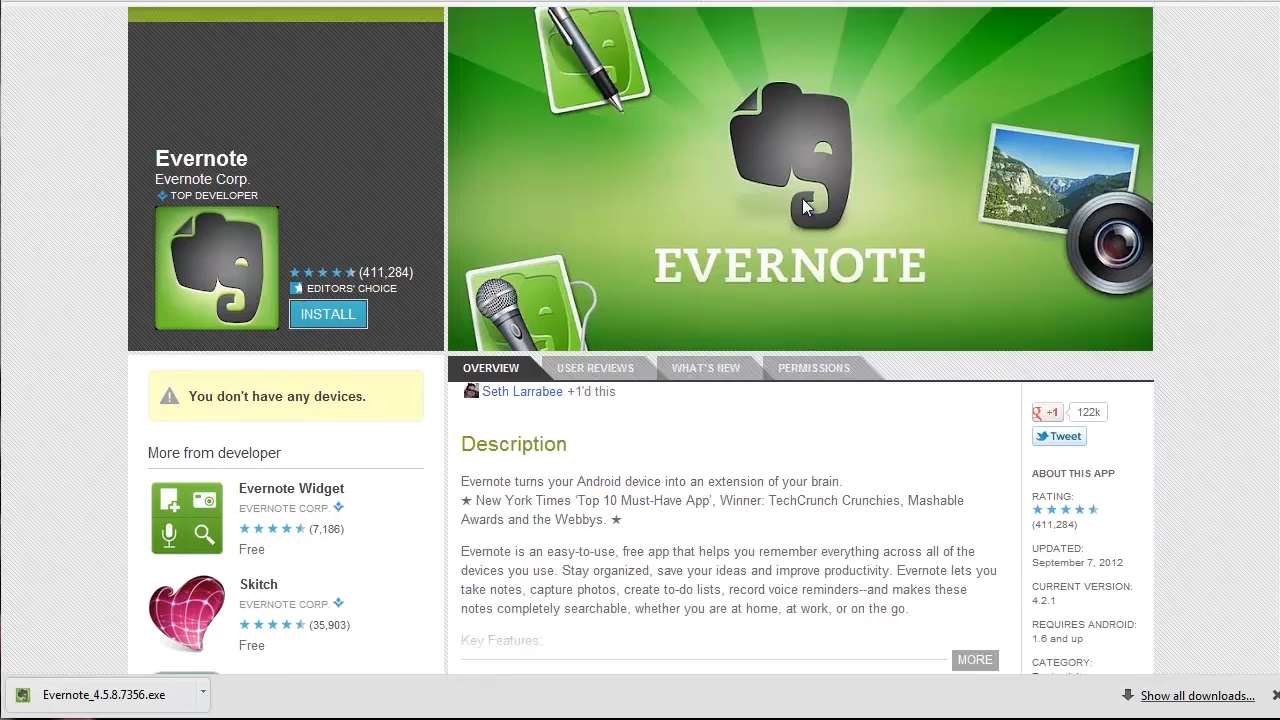 Evernote
Evernote Corp.
TOP DEVELOPER
(411,284)
EDITORS' CHOICE
INSTALL
EVERNOTE
You don't have any devices.
More from developer
Evernote Widget
EVERNOTE CORP.
(7,186)
Free
Skitch
EVERNOTE CORP.
(35,903)
Free
OVERVIEW
USER REVIEWS
WHAT'S NEW
PERMISSIONS
Seth Larrabee +1'd this
Description
Evernote turns your Android device into an extension of your brain.
★ New York Times ‘Top 10 Must-Have App’, Winner: TechCrunch Crunchies, Mashable
Awards and the Webbys. ★
Evernote is an easy-to-use, free app that helps you remember everything across all of the
devices you use. Stay organized, save your ideas and improve productivity. Evernote lets you
take notes, capture photos, create to-do lists, record voice reminders--and makes these
notes completely searchable, whether you are at home, at work, or on the go.
Key Features:
MORE
g +1
122k
Tweet
ABOUT THIS APP
RATING:
(411,284)
UPDATED:
September 7, 2012
CURRENT VERSION:
4.2.1
REQUIRES ANDROID:
1.6 and up
CATEGORY:
Evernote_4.5.8.7356.exe
Show all downloads...